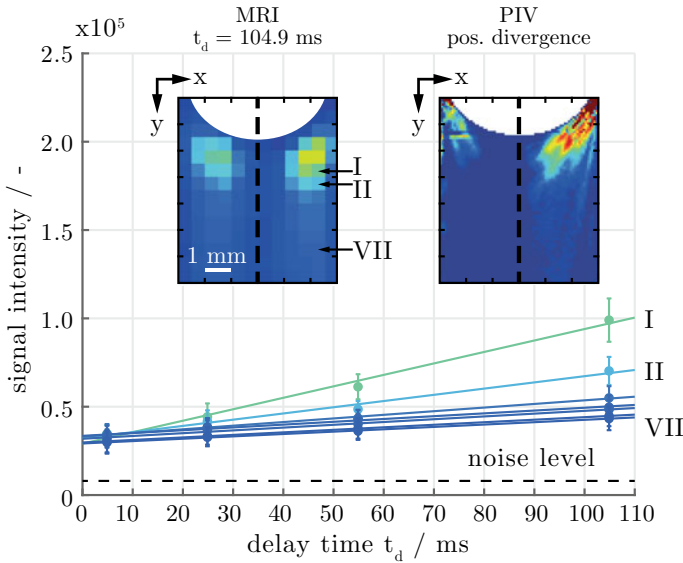 MRI
t_d = 104.9 ms
PIV
pos. divergence
x10⁵
x
y
x
y
I
II
VII
1 mm
signal intensity / -
2.5
2.0
1.5
1.0
0.5
0
I
II
VII
noise level
0 10 20 30 40 50 60 70 80 90 100 110
delay time t_d / ms